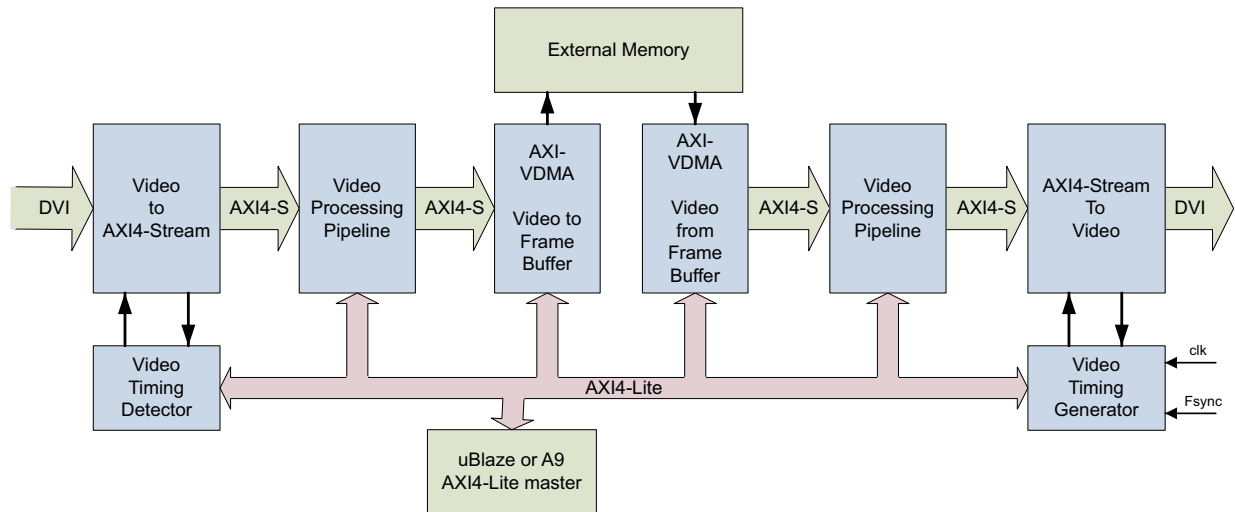 External Memory
DVI
Video
to
AXI4-Stream
AXI4-S
Video
Processing
Pipeline
AXI4-S
AXI-
VDMA
Video to
Frame
Buffer
AXI-
VDMA
Video
from
Frame
Buffer
AXI4-S
Video
Processing
Pipeline
AXI4-S
AXI4-Stream
To
Video
DVI
Video
Timing
Detector
AXI4-Lite
Video
Timing
Generator
clk
Fsync
uBlaze or A9
AXI4-Lite master